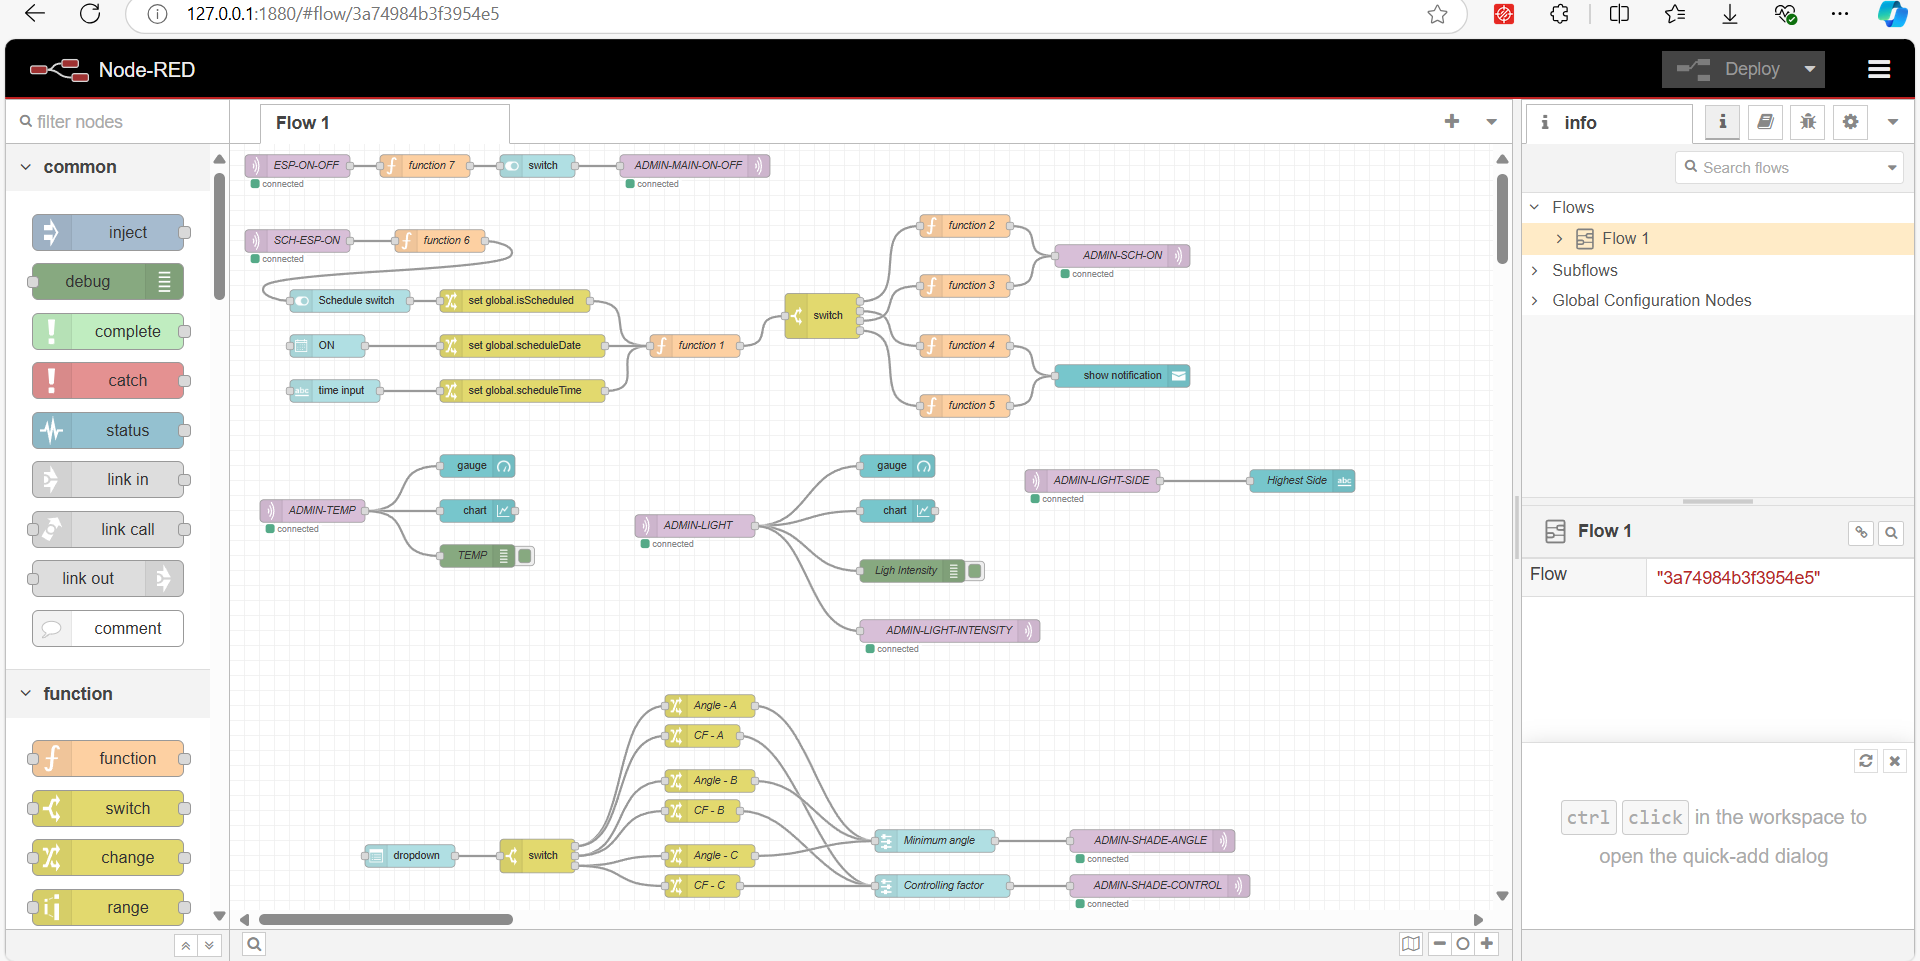 127.0.0.1:1880/#flow/3a74984b3f3954e5
Node-RED
Deploy
filter nodes
common
inject
debug
complete
catch
status
link in
link call
link out
comment
function
function
switch
change
range
Flow 1
ESP-ON-OFF
connected
function 7
switch
ADMIN-MAIN-ON-OFF
connected
SCH-ESP-ON
connected
function 6
Schedule switch
set global.isScheduled
ON
set global.scheduleDate
abc
time input
set global.scheduleTime
function 1
switch
function 2
function 3
function 4
function 5
ADMIN-SCH-ON
connected
show notification
ADMIN-TEMP
connected
gauge
chart
TEMP
ADMIN-LIGHT
connected
gauge
chart
Ligh Intensity
ADMIN-LIGHT-INTENSITY
connected
ADMIN-LIGHT-SIDE
connected
Highest Side
abc
dropdown
switch
Angle - A
CF - A
Angle - B
CF - B
Angle - C
CF - C
Minimum angle
ADMIN-SHADE-ANGLE
connected
Controlling factor
ADMIN-SHADE-CONTROL
connected
info
Search flows
Flows
Flow 1
Subflows
Global Configuration Nodes
Flow 1
Flow
"3a74984b3f3954e5"
ctrl click in the workspace to
open the quick-add dialog